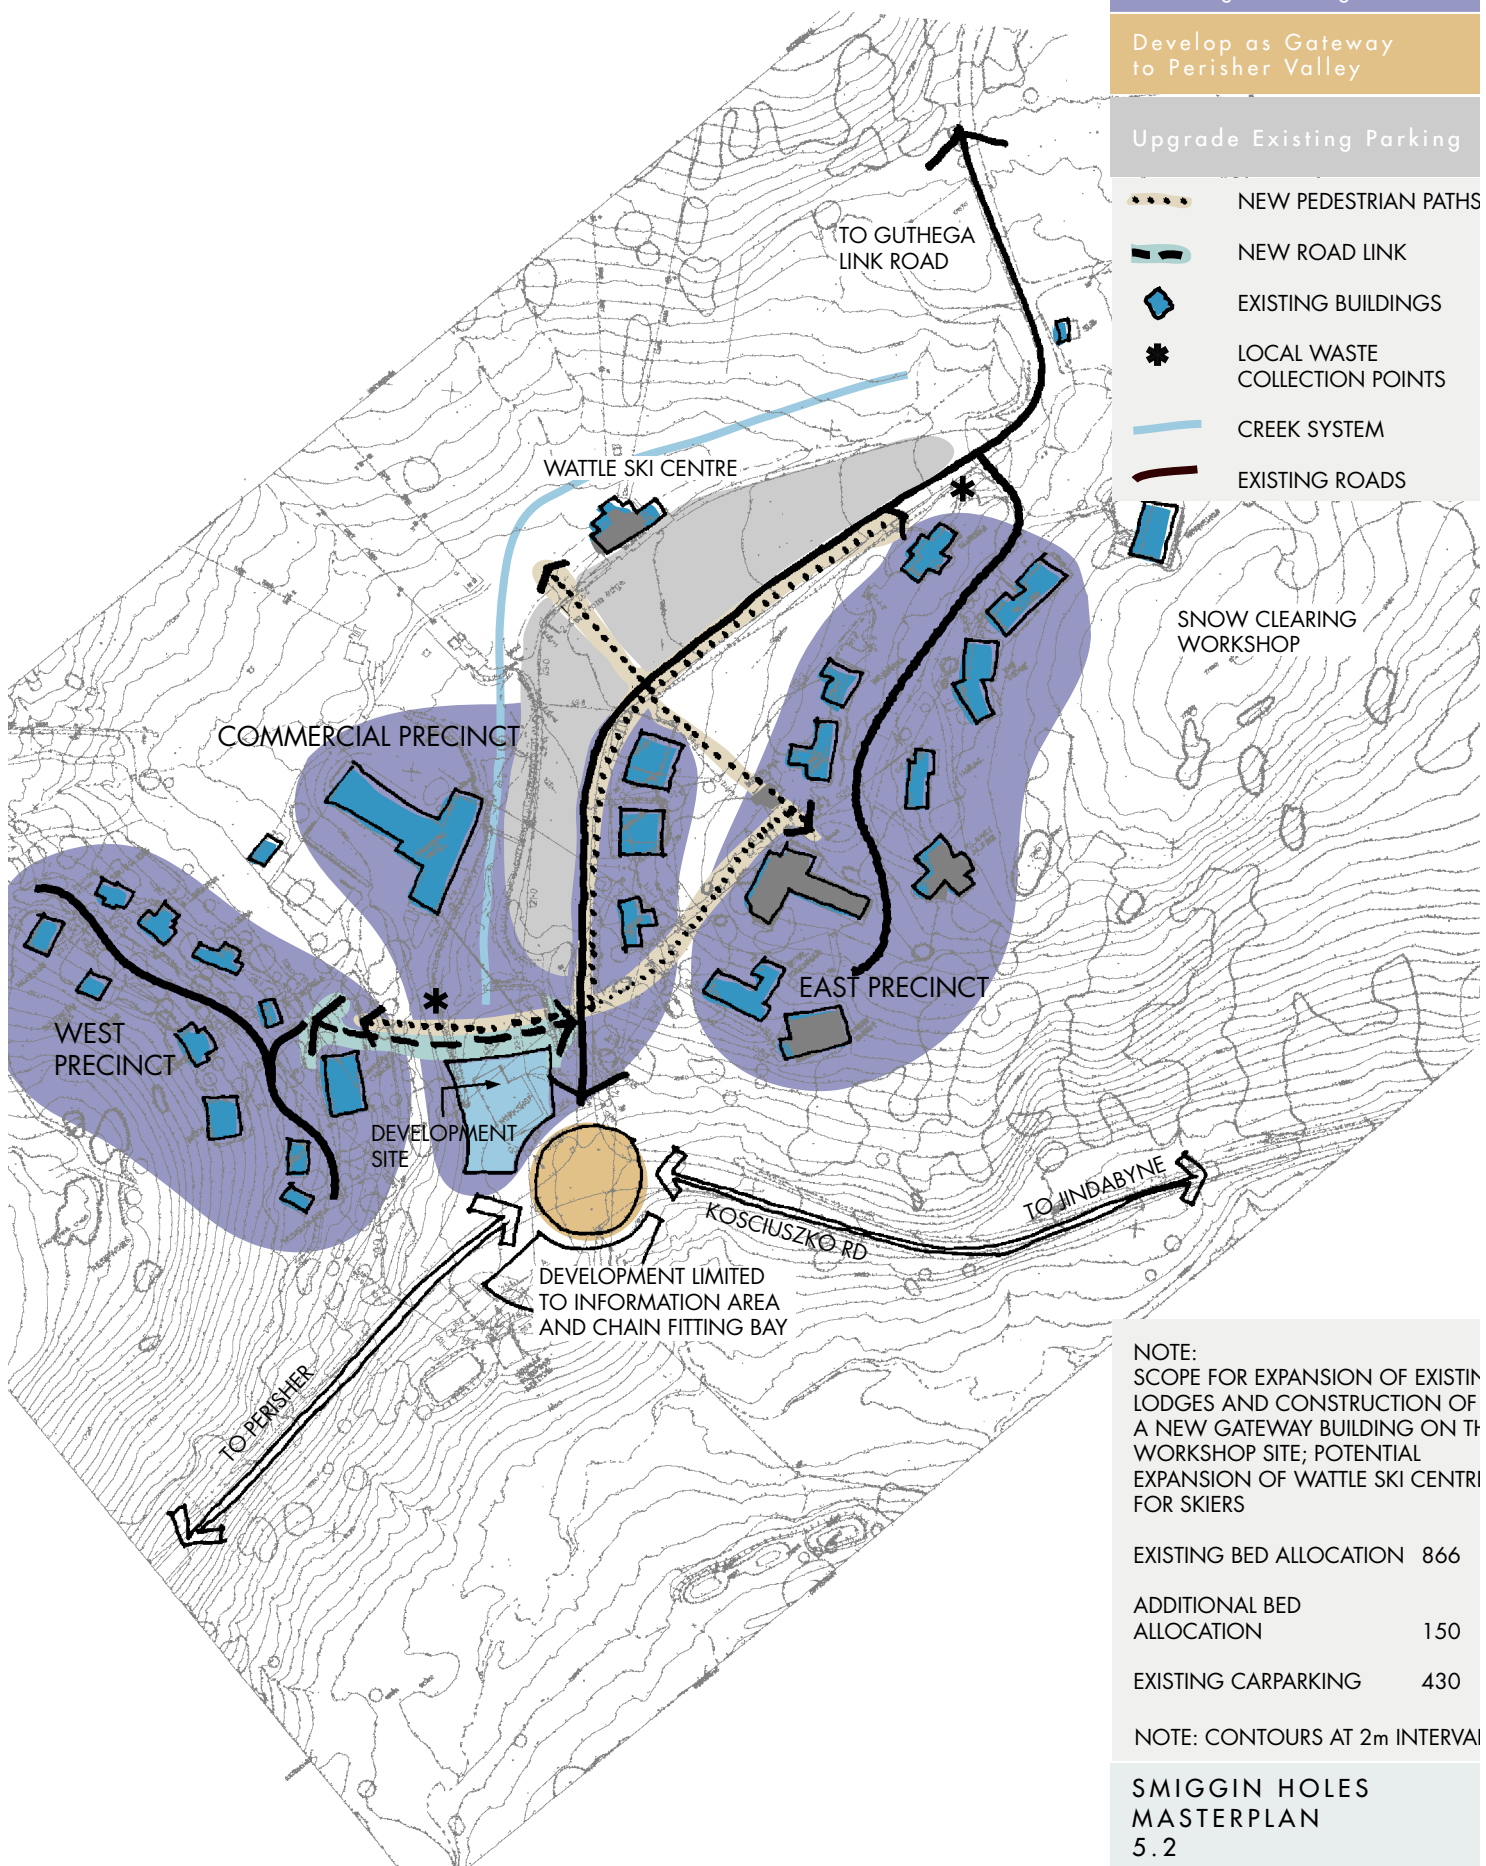 Develop as Gateway
to Perisher Valley
Upgrade Existing Parking
NEW PEDESTRIAN PATHS
NEW ROAD LINK
EXISTING BUILDINGS
LOCAL WASTE
COLLECTION POINTS
CREEK SYSTEM
EXISTING ROADS
TO GUTHEGA
LINK ROAD
WATTLE SKI CENTRE
SNOW CLEARING
WORKSHOP
COMMERCIAL PRECINCT
EAST PRECINCT
WEST
PRECINCT
DEVELOPMENT
SITE
TO JINDABYNE
KOSCIUSZKO RD
DEVELOPMENT LIMITED
TO INFORMATION AREA
AND CHAIN FITTING BAY
TO PERISHER
NOTE:
SCOPE FOR EXPANSION OF EXISTIN
LODGES AND CONSTRUCTION OF
A NEW GATEWAY BUILDING ON TH
WORKSHOP SITE; POTENTIAL
EXPANSION OF WATTLE SKI CENTRE
FOR SKIERS
EXISTING BED ALLOCATION 866
ADDITIONAL BED
ALLOCATION 150
EXISTING CARPARKING 430
NOTE: CONTOURS AT 2m INTERVAL
SMIGGIN HOLES
MASTERPLAN
5.2